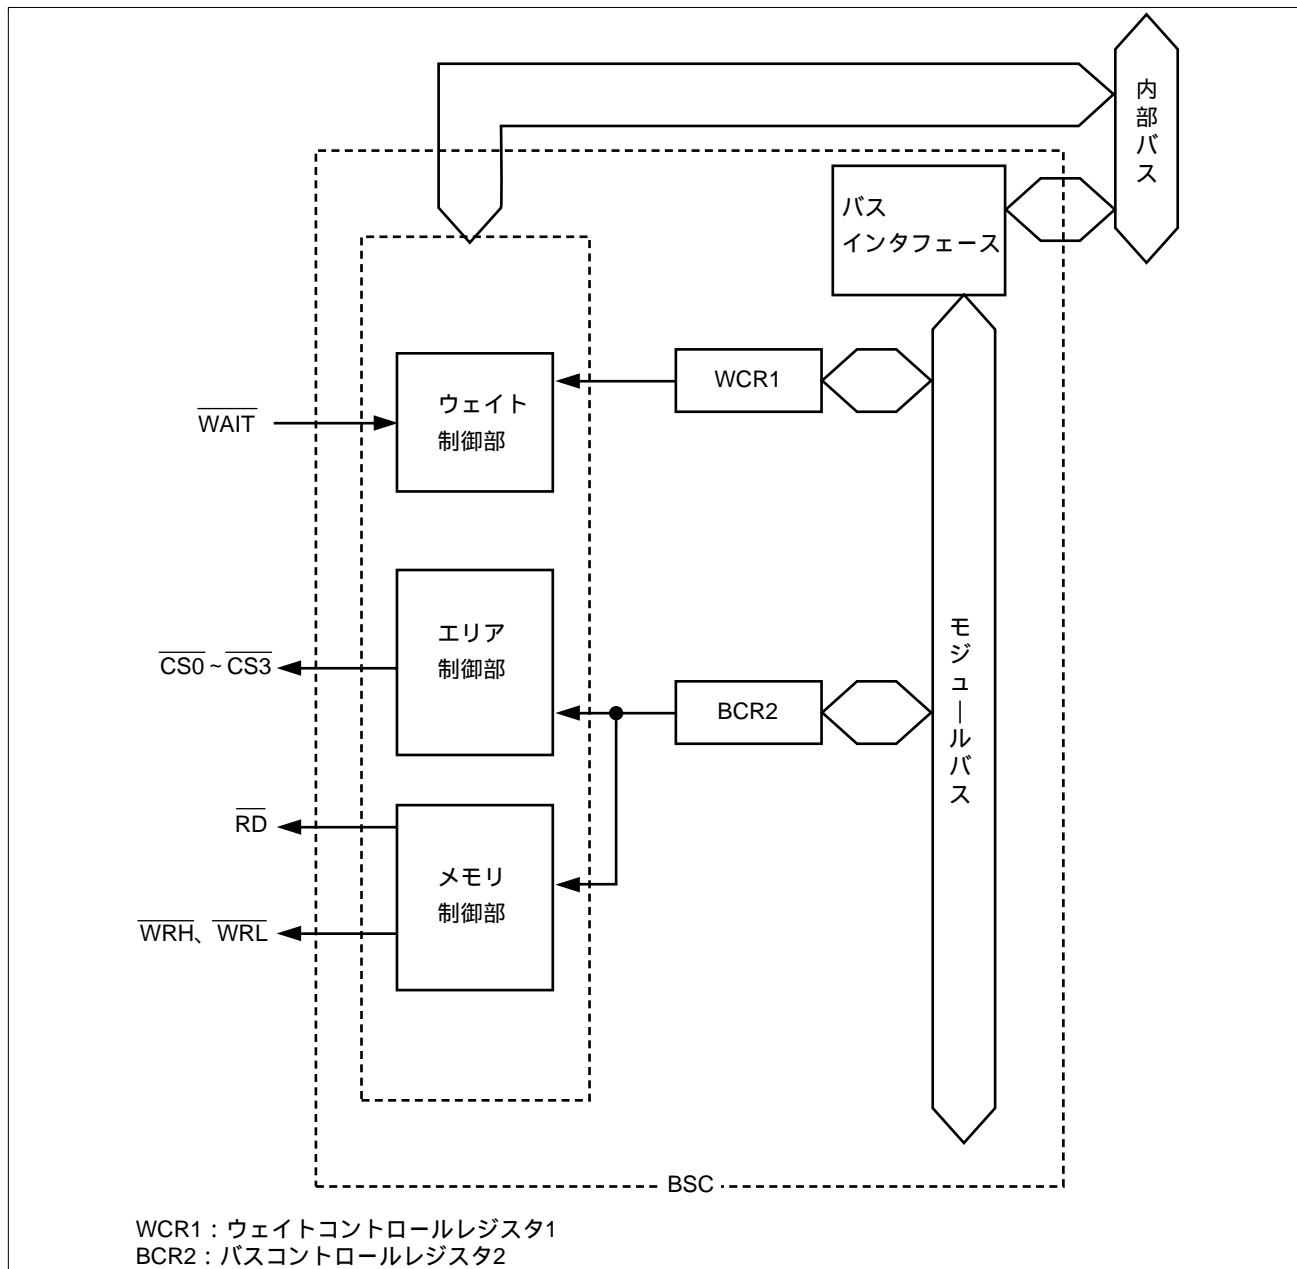 内部バス
バス
インタフェース
WCR1
ウェイト
制御部
WAIT
エリア
制御部
CS0 ~ CS3
BCR2
モジュールバス
RD
メモリ
制御部
WRH、WRL
BSC
WCR1：ウェイトコントロールレジスタ1
BCR2：バスコントロールレジスタ2